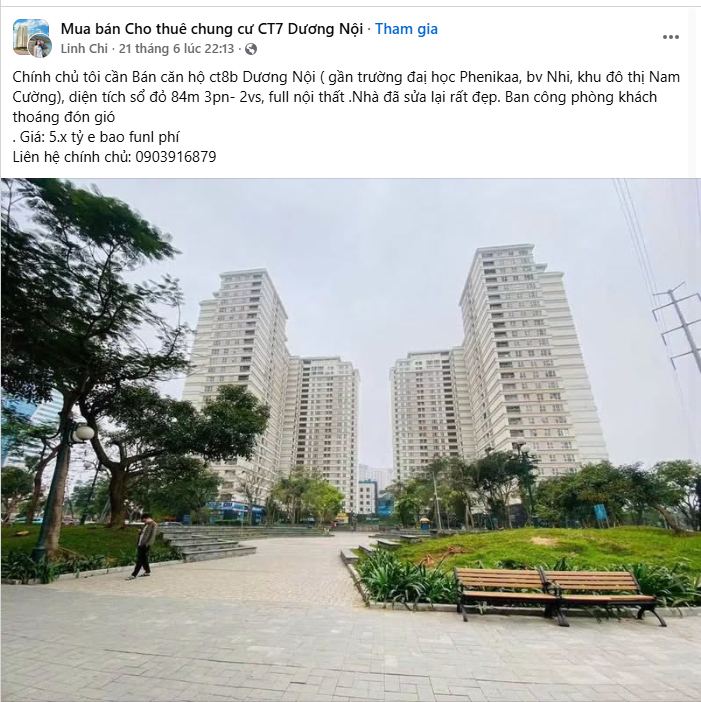 Mua bán Cho thuê chung cư CT7 Dương Nội · Tham gia
Linh Chi · 21 tháng 6 lúc 22:13 ·
Chính chủ tôi cần Bán căn hộ ct8b Dương Nội ( gần trường đaị học Phenikaa, bv Nhi, khu đô thị Nam
Cường), diện tích sổ đỏ 84m 3pn- 2vs, full nội thất .Nhà đã sửa lại rất đẹp. Ban công phòng khách
thoáng đón gió
. Giá: 5.x tỷ e bao funl phí
Liên hệ chính chủ: 0903916879